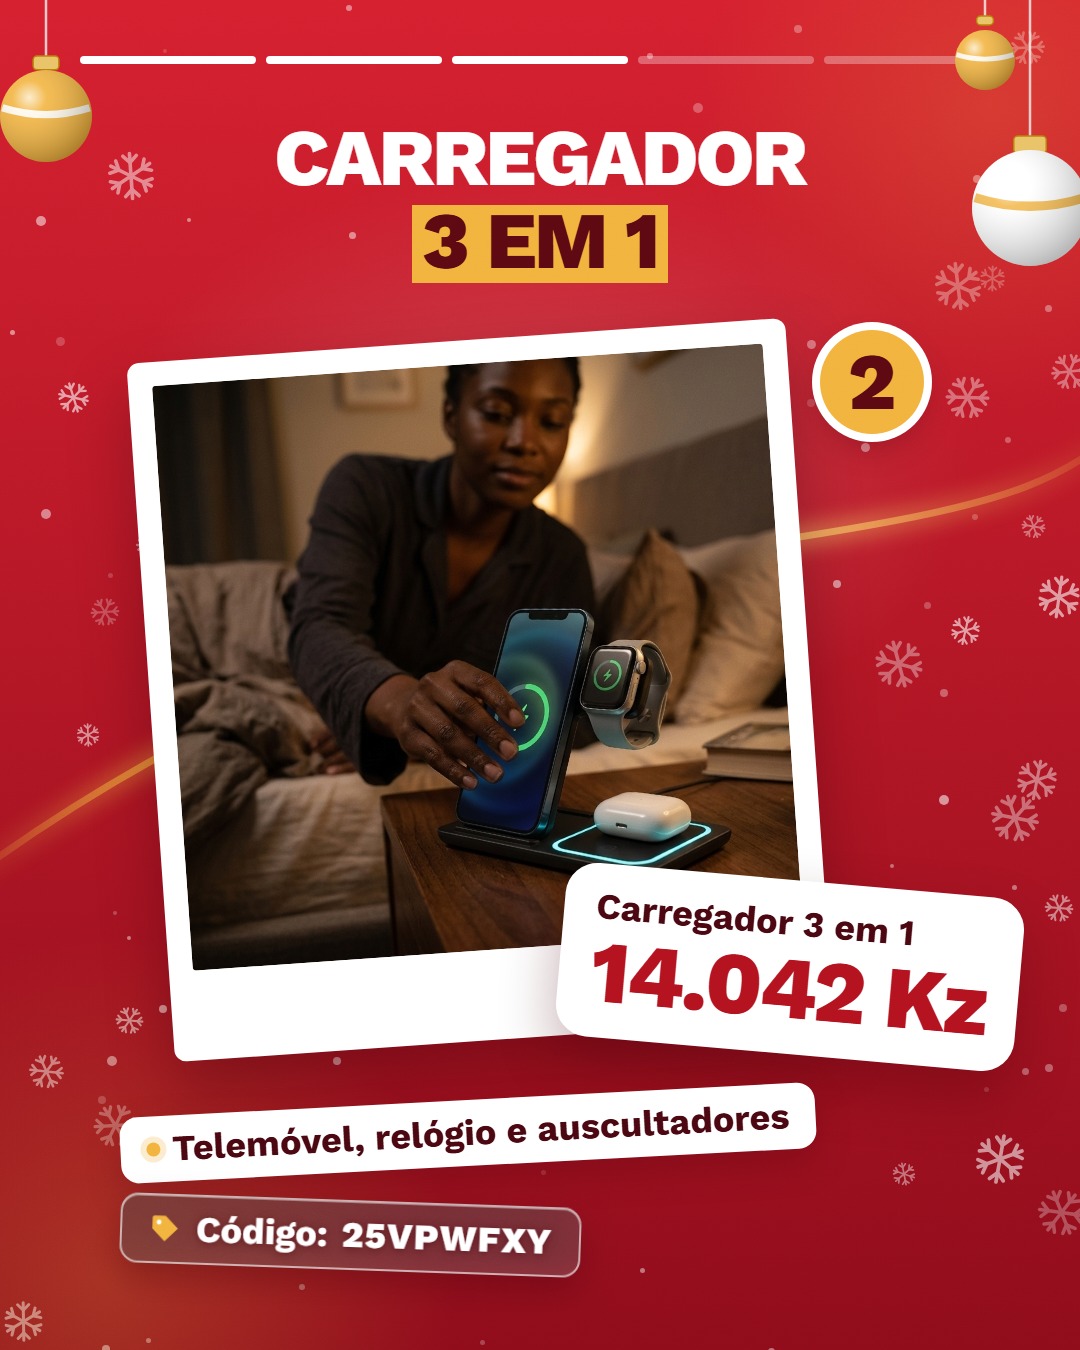 CARREGADOR
3 EM 1
2
Carregador 3 em 1
14.042 Kz
Telemóvel, relógio e auscultadores
Código: 25VPWFXY